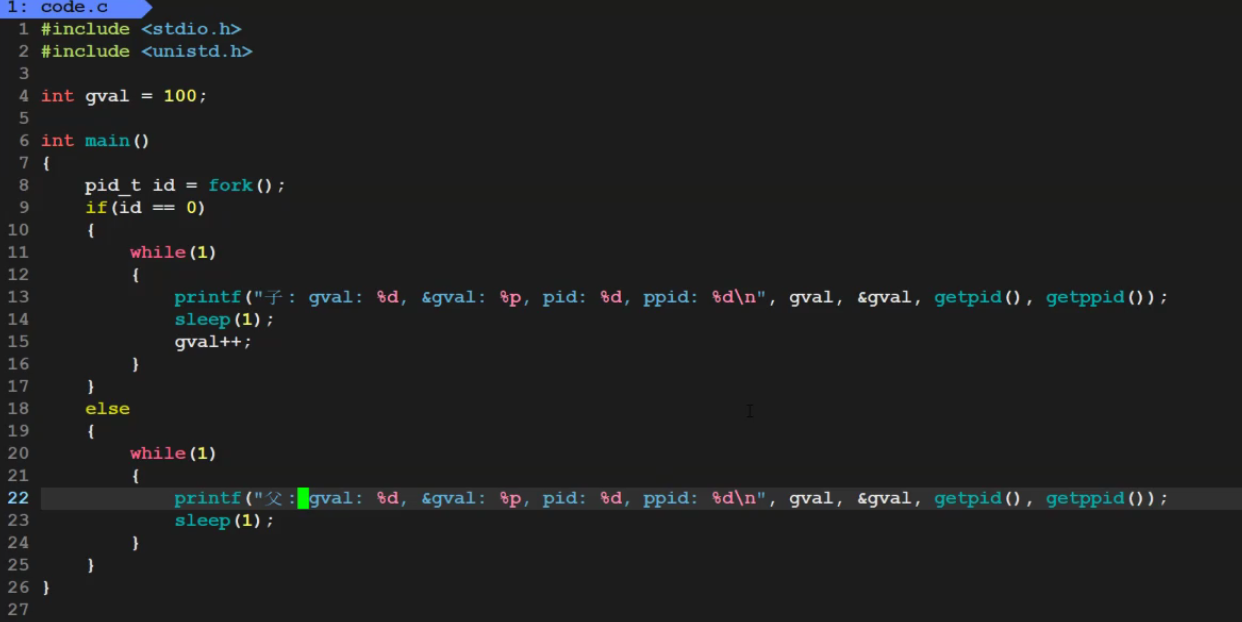 1: code.c
1 #include <stdio.h>
2 #include <unistd.h>
3
4 int gval = 100;
5
6 int main()
7 {
8     pid_t id = fork();
9     if(id == 0)
10     {
11         while(1)
12         {
13             printf("子: gval: %d, &gval: %p, pid: %d, ppid: %d\n", gval, &gval, getpid(), getppid());
14             sleep(1);
15             gval++;
16         }
17     }
18     else
19     {
20         while(1)
21         {
22             printf("父: gval: %d, &gval: %p, pid: %d, ppid: %d\n", gval, &gval, getpid(), getppid());
23             sleep(1);
24         }
25     }
26 }
27